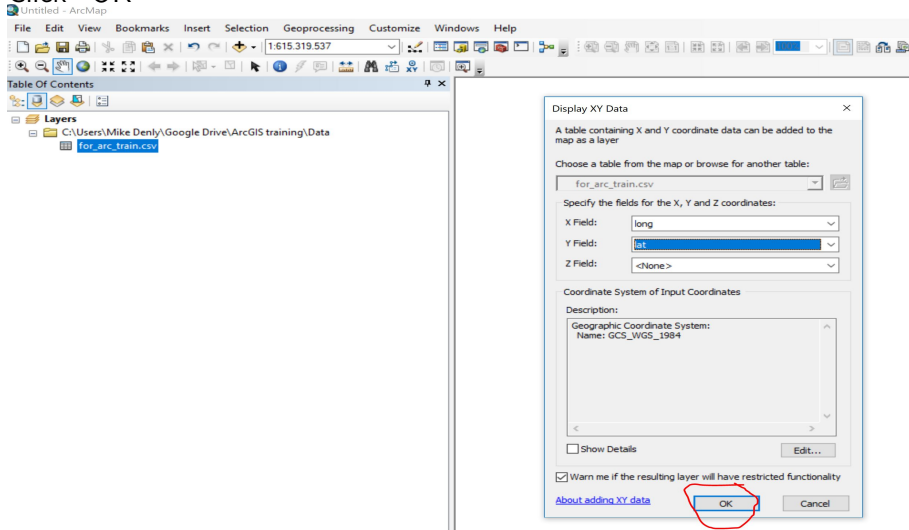 Untitled - ArcMap
File Edit View Bookmarks Insert Selection Geoprocessing Customize Windows Help
1:615.319.537
Table Of Contents
Layers
C:\Users\Mike Denly\Google Drive\ArcGIS training\Data
for_arc_train.csv
Display XY Data
A table containing X and Y coordinate data can be added to the
map as a layer
Choose a table from the map or browse for another table:
for_arc_train.csv
Specify the fields for the X, Y and Z coordinates:
X Field: long
Y Field: lat
Z Field: <None>
Coordinate System of Input Coordinates
Description:
Geographic Coordinate System:
Name: GCS_WGS_1984
Show Details
Edit...
Warn me if the resulting layer will have restricted functionality
About adding XY data
OK
Cancel